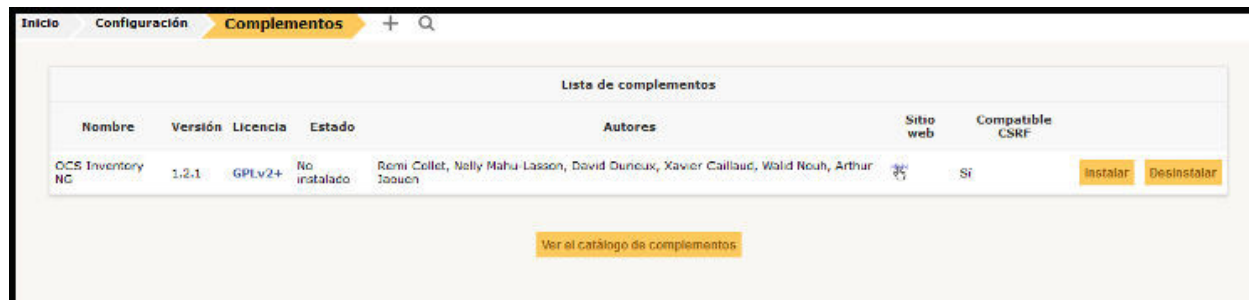 Inicio Configuración Complementos
Lista de complementos
Nombre Versión Licencia Estado Autores Sitio web Compatible CSRF
OCS Inventory NG 1.2.1 GPLv2+ No instalado Remi Collet, Nelly Mahu-Lasson, David Durieux, Xavier Caillaud, Walid Nouh, Arthur Jaouen Sí Instalar Desinstalar
Ver el catálogo de complementos